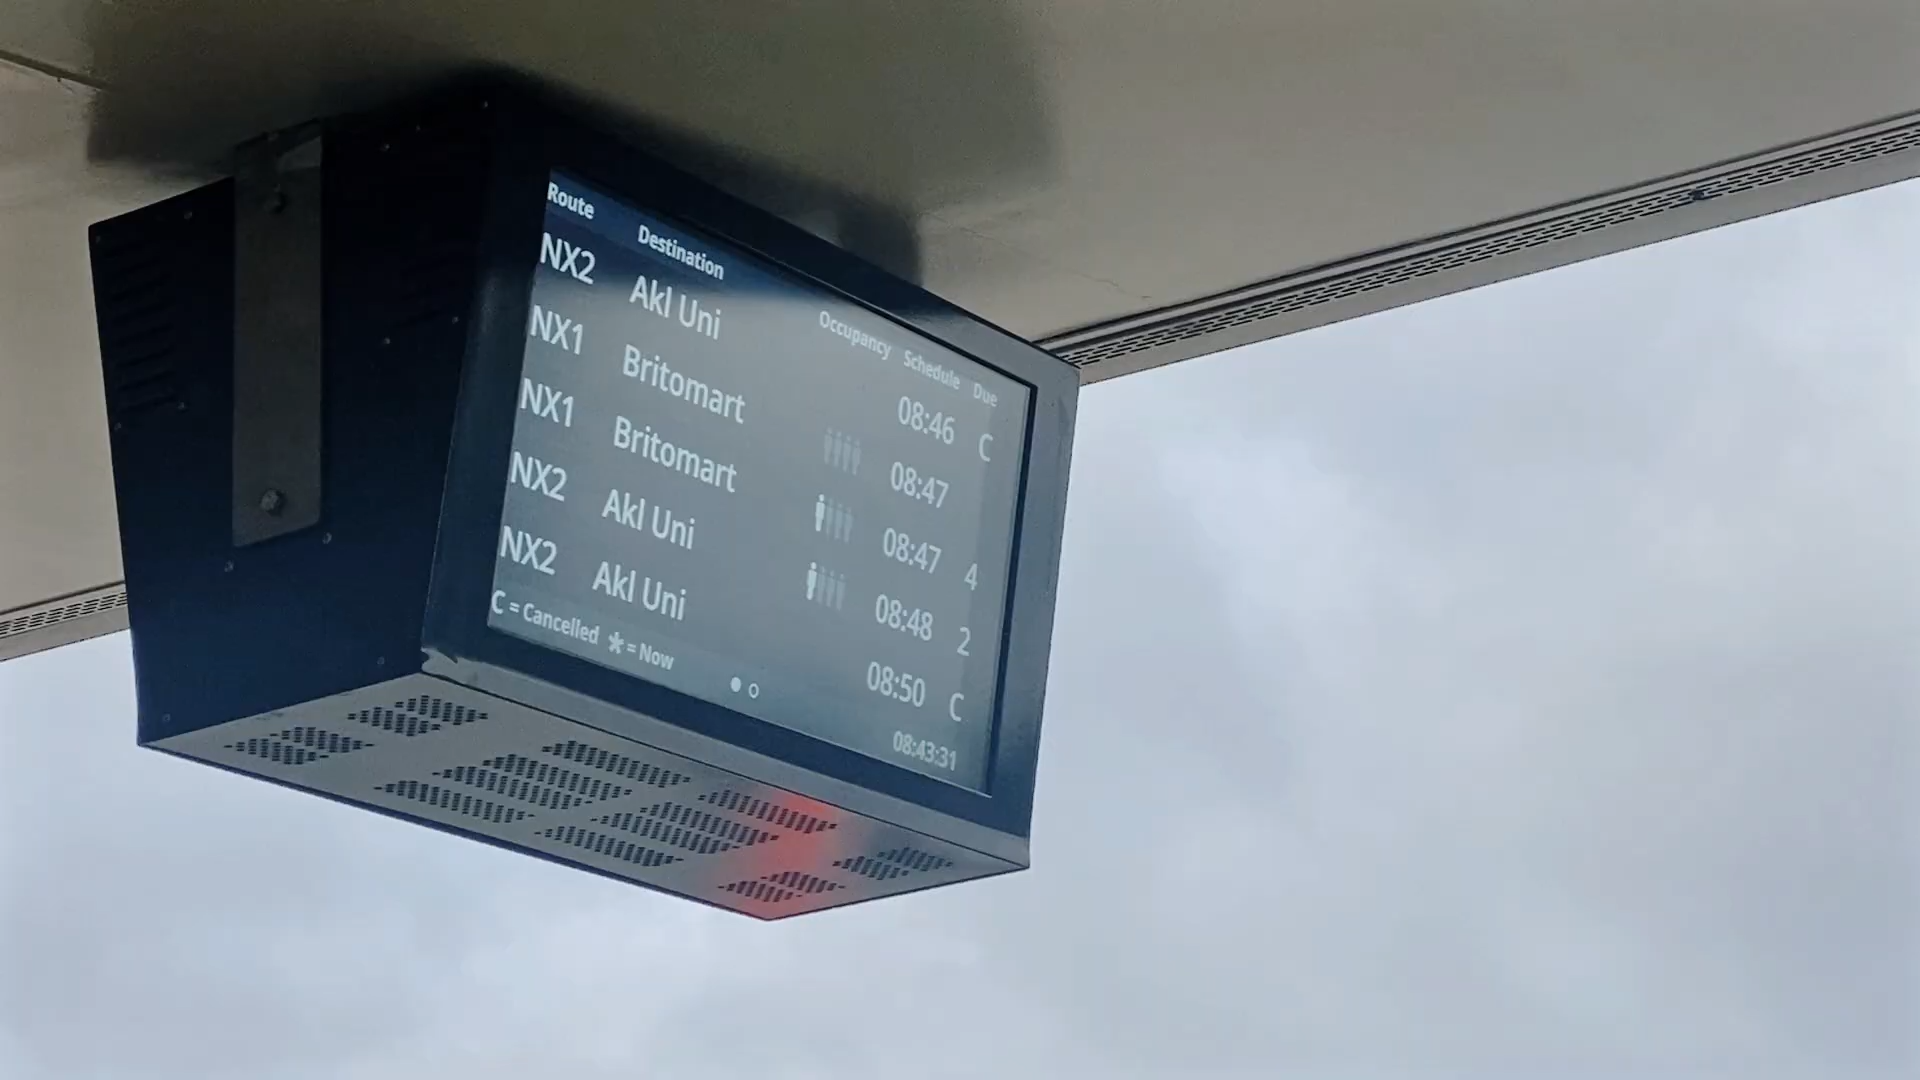 Route Destination Occupancy Schedule Due
NX2 Akl Uni 08:46 C
NX1 Britomart 08:47
NX1 Britomart 08:47 4
NX2 Akl Uni 08:48 2
NX2 Akl Uni 08:50 C
C = Cancelled * = Now 08:43:31